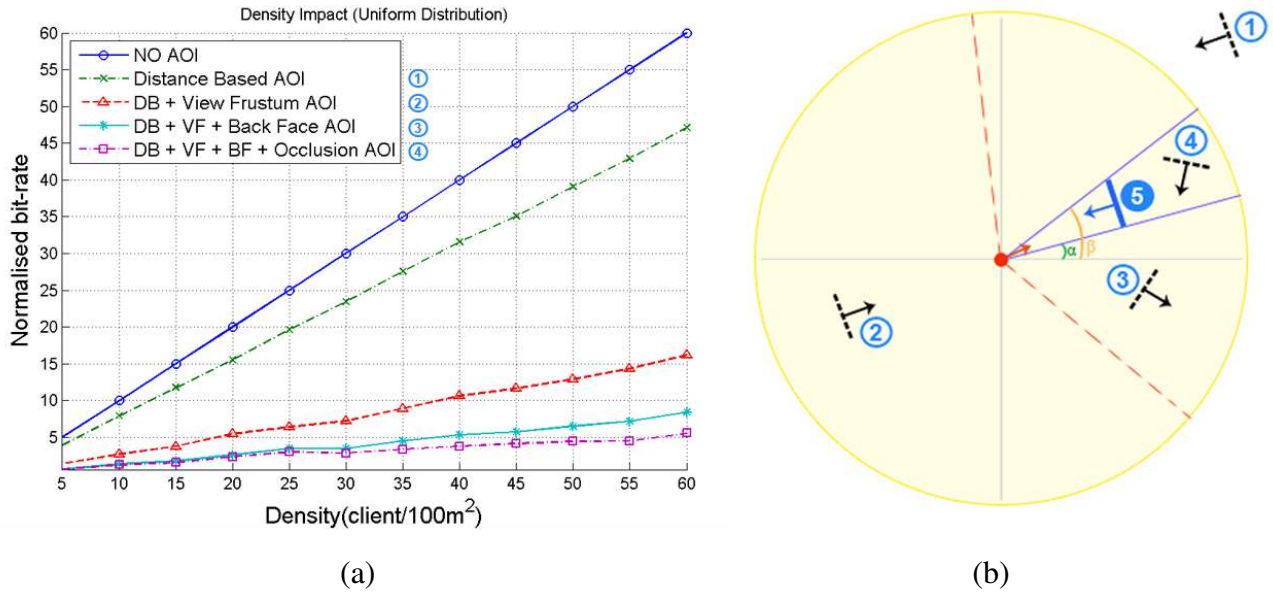 Density Impact (Uniform Distribution)
Normalised bit-rate
60
55
50
45
40
35
30
25
20
15
10
5
NO AOI
Distance Based AOI ①
DB + View Frustum AOI ②
DB + VF + Back Face AOI ③
DB + VF + BF + Occlusion AOI ④
5 10 15 20 25 30 35 40 45 50 55 60
Density(client/100m²)
(a)
①
④
5
α β
③
②
(b)